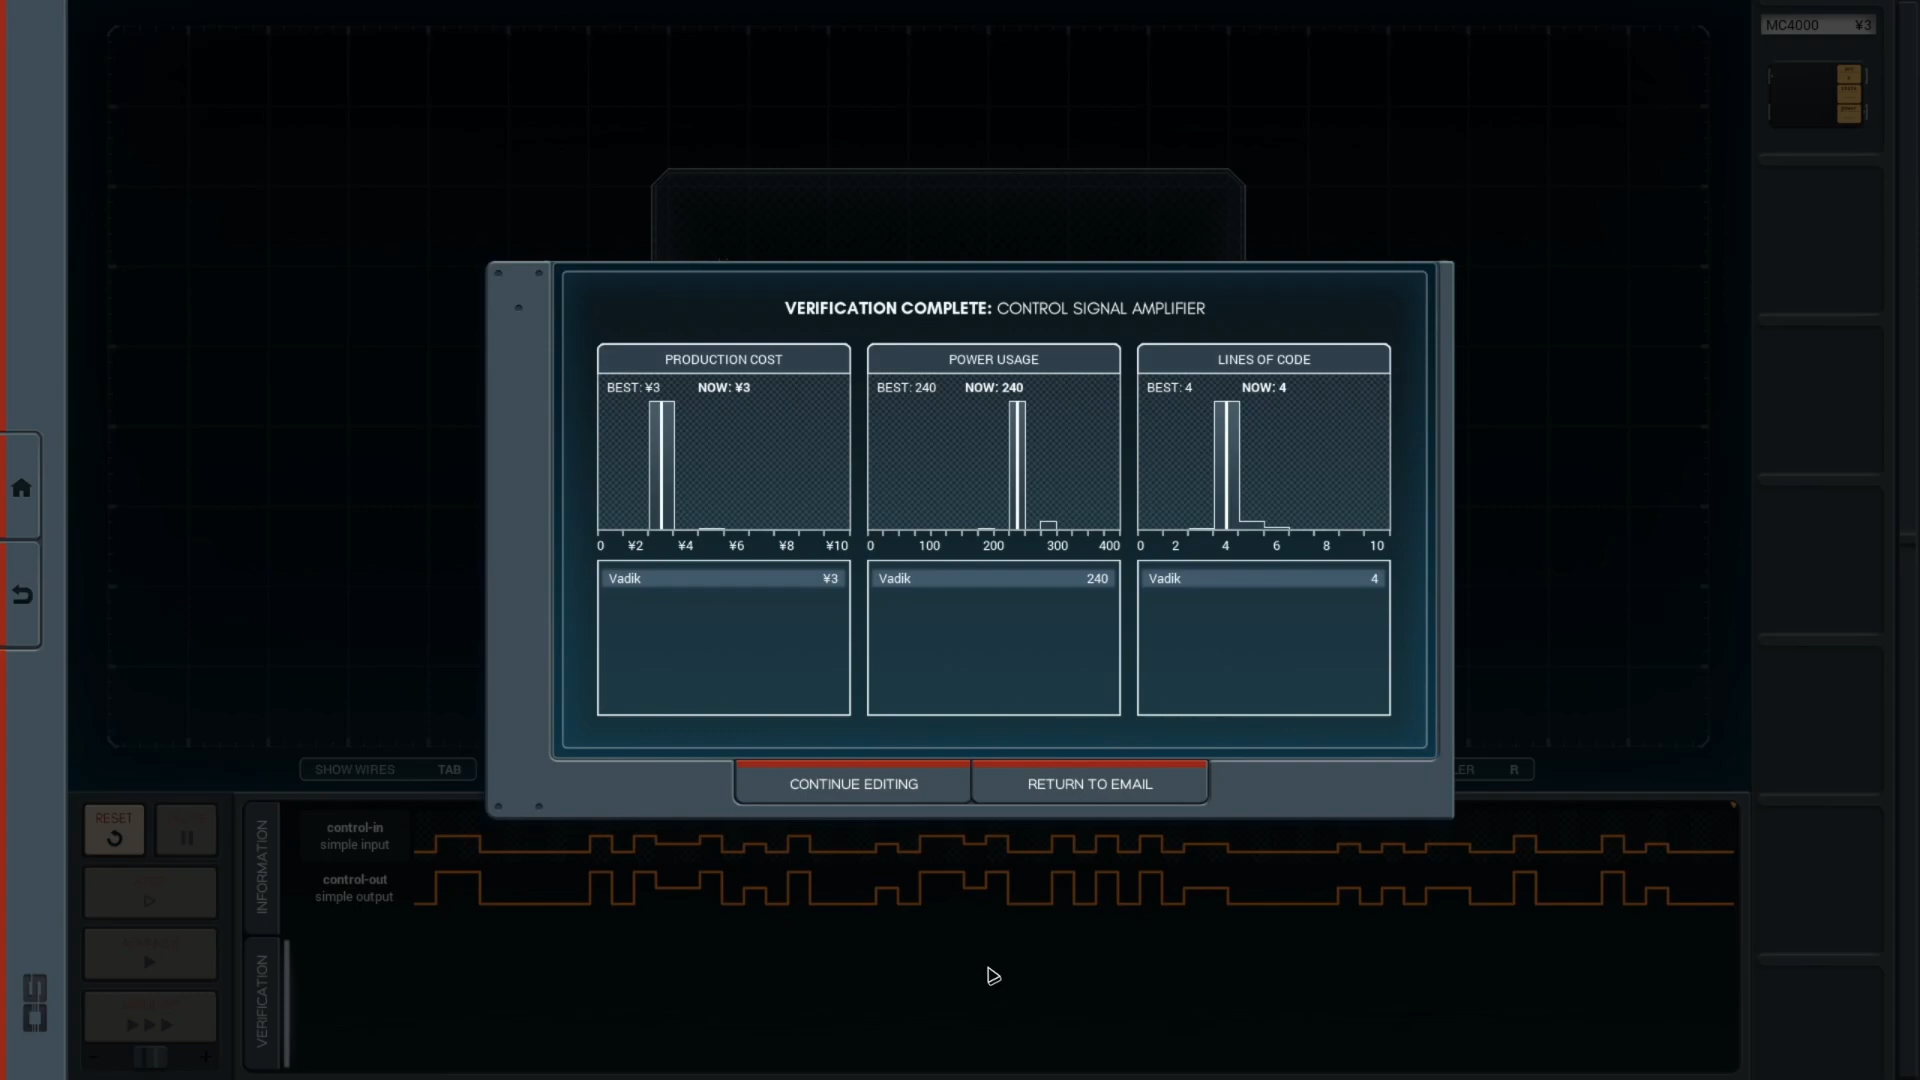 MC4000 ¥3
VERIFICATION COMPLETE: CONTROL SIGNAL AMPLIFIER
PRODUCTION COST
BEST: ¥3 NOW: ¥3
0 ¥2 ¥4 ¥6 ¥8 ¥10
Vadik ¥3
POWER USAGE
BEST: 240 NOW: 240
0 100 200 300 400
Vadik 240
LINES OF CODE
BEST: 4 NOW: 4
0 2 4 6 8 10
Vadik 4
SHOW WIRES TAB
LER R
CONTINUE EDITING
RETURN TO EMAIL
RESET
INFORMATION
VERIFICATION
control-in
simple input
control-out
simple output